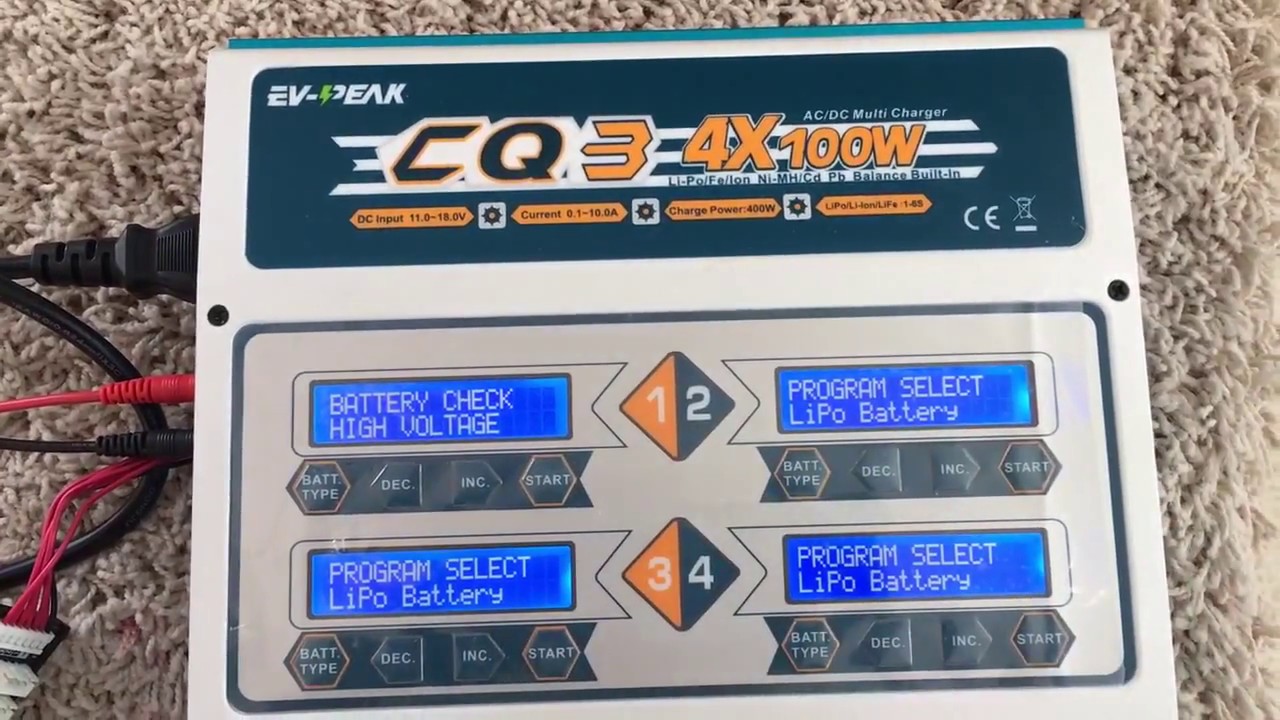 EV-PEAK
AC/DC Multi Charger
CQ3 4X100W
Li-Po/Fe/Ion Ni-MH/Cd Pb Balance Built-In
DC Input 11.0~18.0V
Current 0.1~10.0A
Charge Power:400W
LiPo/Li-Ion/LiFe :1-6S
CE
BATTERY CHECK
HIGH VOLTAGE
1 2
PROGRAM SELECT
LiPo Battery
BATT. TYPE
DEC.
INC.
START
BATT. TYPE
DEC.
INC.
START
PROGRAM SELECT
LiPo Battery
3 4
PROGRAM SELECT
LiPo Battery
BATT. TYPE
DEC.
INC.
START
BATT. TYPE
DEC.
INC.
START